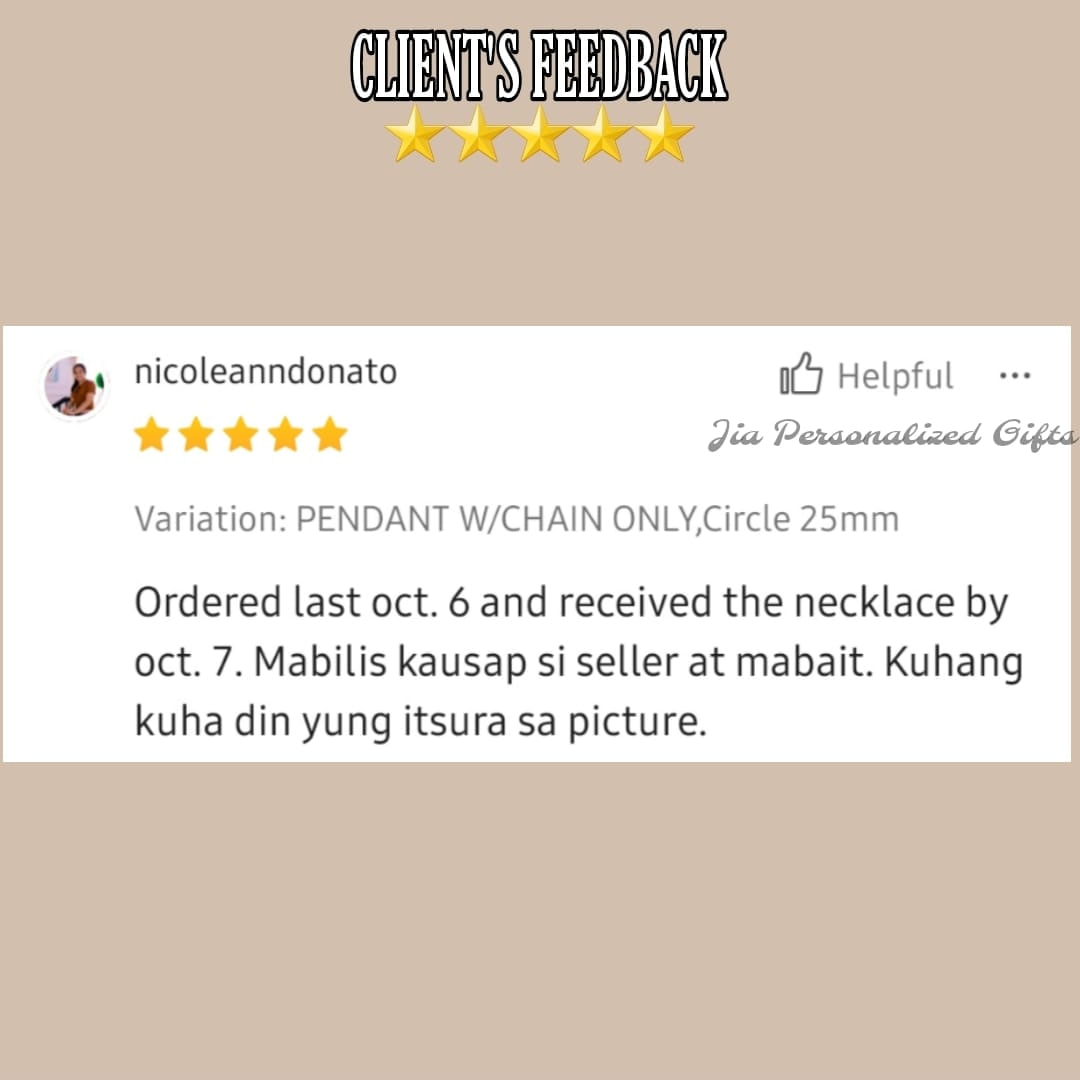 CLIENT'S FEEDBACK
nicoleanndonato
Helpful
Jia Personalized Gifts
Variation: PENDANT W/CHAIN ONLY,Circle 25mm
Ordered last oct. 6 and received the necklace by
oct. 7. Mabilis kausap si seller at mabait. Kuhang
kuha din yung itsura sa picture.